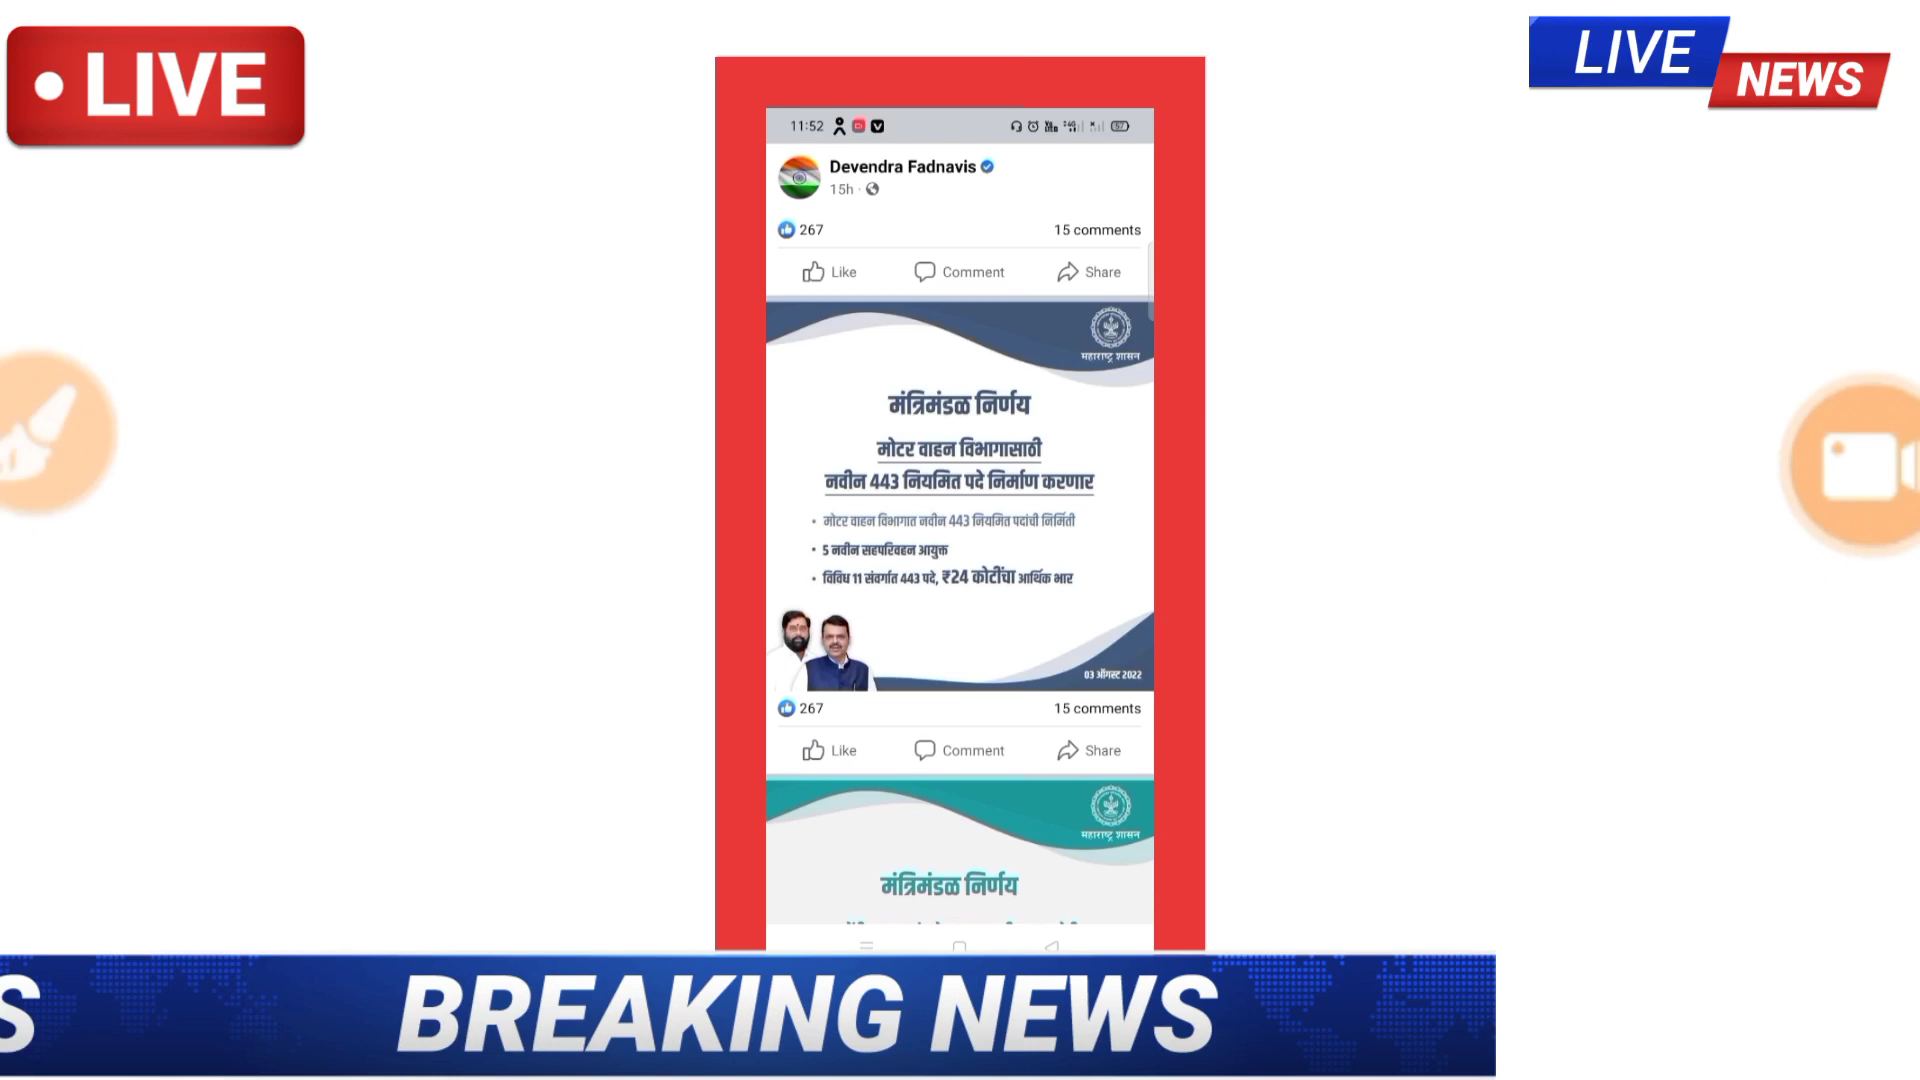 LIVE
LIVE
NEWS
11:52
Devendra Fadnavis
15h ·
267
15 comments
Like
Comment
Share
महाराष्ट्र शासन
मंत्रिमंडळ निर्णय
मोटर वाहन विभागासाठी
नवीन 443 नियमित पदे निर्माण करणार
• मोटर वाहन विभागात नवीन 443 नियमित पदांची निर्मिती
• 5 नवीन सहपरिवहन आयुक्त
• विविध 11 संवर्गात 443 पदे, ₹24 कोटींचा आर्थिक भार
03 ऑगस्ट 2022
267
15 comments
Like
Comment
Share
महाराष्ट्र शासन
मंत्रिमंडळ निर्णय
S
BREAKING NEWS